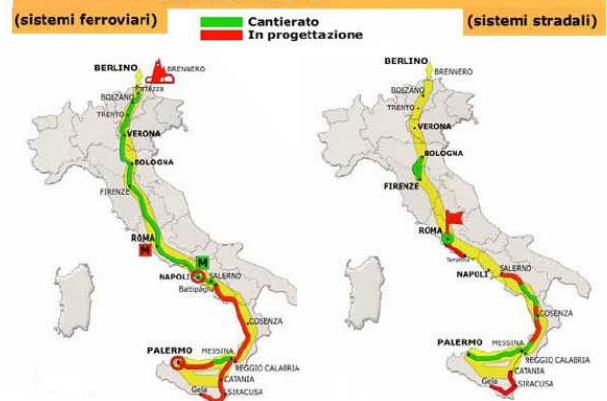 (sistemi ferroviari)
Cantierato
In progettazione
(sistemi stradali)
BERLINO
BRENNERO
Fortezza
BOLZANO
TRENTO
VERONA
BOLOGNA
FIRENZE
ROMA
M
M
NAPOLI
SALERNO
Battipaglia
COSENZA
PALERMO
MESSINA
REGGIO CALABRIA
CATANIA
Gela
SIRACUSA
BERLINO
BRENNERO
BOLZANO
TRENTO
VERONA
BOLOGNA
FIRENZE
ROMA
NAPOLI
SALERNO
COSENZA
PALERMO
MESSINA
REGGIO CALABRIA
CATANIA
Gela
SIRACUSA